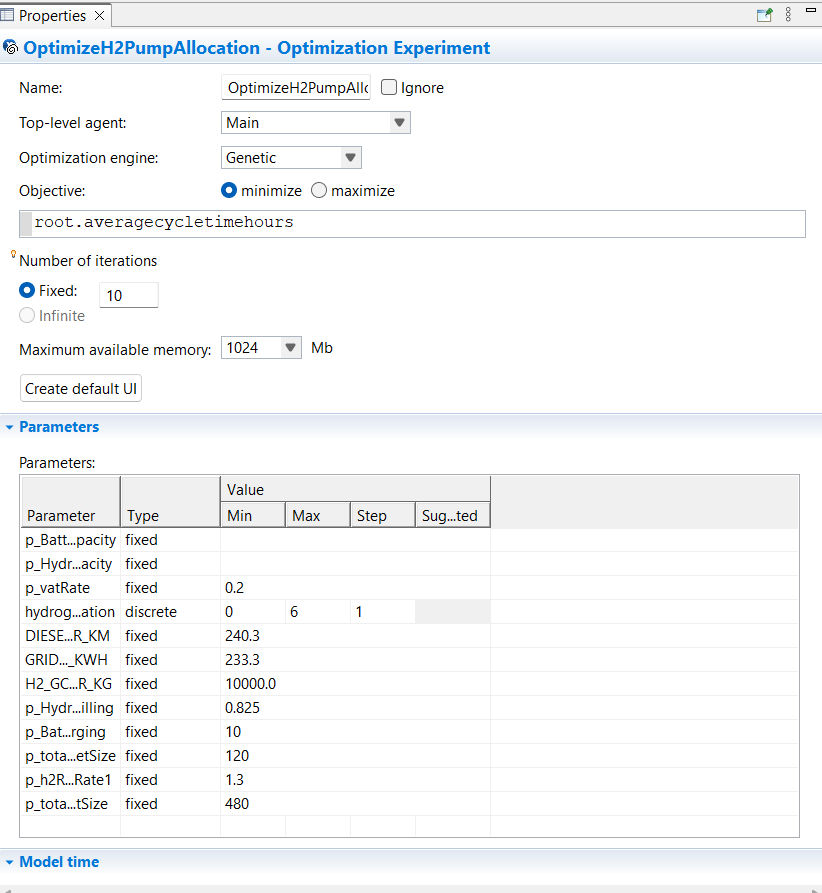 Properties
OptimizeH2PumpAllocation - Optimization Experiment
Name: OptimizeH2PumpAllo Ignore
Top-level agent: Main
Optimization engine: Genetic
Objective: minimize maximize
root.averagecycletimehours
Number of iterations
Fixed: 10
Infinite
Maximum available memory: 1024 Mb
Create default UI
Parameters
Parameters:
Value
Parameter Type Min Max Step Sug...ted
p_Batt...pacity fixed
p_Hydr...acity fixed
p_vatRate fixed 0.2
hydrog...ation discrete 0 6 1
DIESE...R_KM fixed 240.3
GRID..._KWH fixed 233.3
H2_GC...R_KG fixed 10000.0
p_Hydr...illing fixed 0.825
p_Bat...rging fixed 10
p_tota...etSize fixed 120
p_h2R...Rate1 fixed 1.3
p_tota...tSize fixed 480
Model time